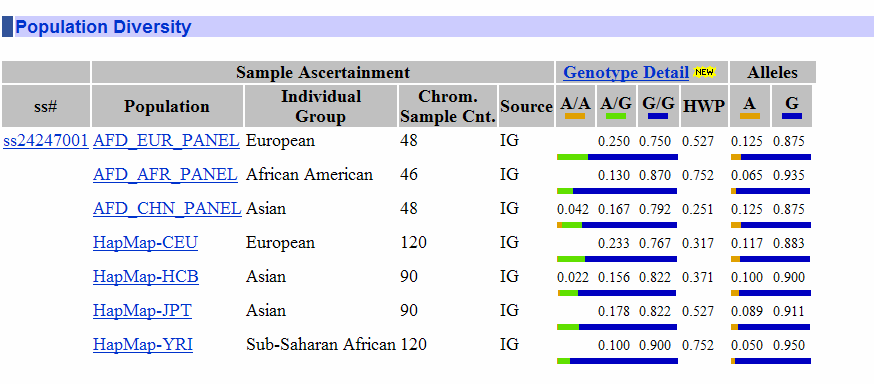 Population Diversity
Sample Ascertainment Genotype Detail NEW Alleles
ss# Population Individual Group Chrom. Sample Cnt. Source A/A A/G G/G HWP A G
ss24247001 AFD_EUR_PANEL European 48 IG 0.250 0.750 0.527 0.125 0.875
AFD_AFR_PANEL African American 46 IG 0.130 0.870 0.752 0.065 0.935
AFD_CHN_PANEL Asian 48 IG 0.042 0.167 0.792 0.251 0.125 0.875
HapMap-CEU European 120 IG 0.233 0.767 0.317 0.117 0.883
HapMap-HCB Asian 90 IG 0.022 0.156 0.822 0.371 0.100 0.900
HapMap-JPT Asian 90 IG 0.178 0.822 0.527 0.089 0.911
HapMap-YRI Sub-Saharan African 120 IG 0.100 0.900 0.752 0.050 0.950